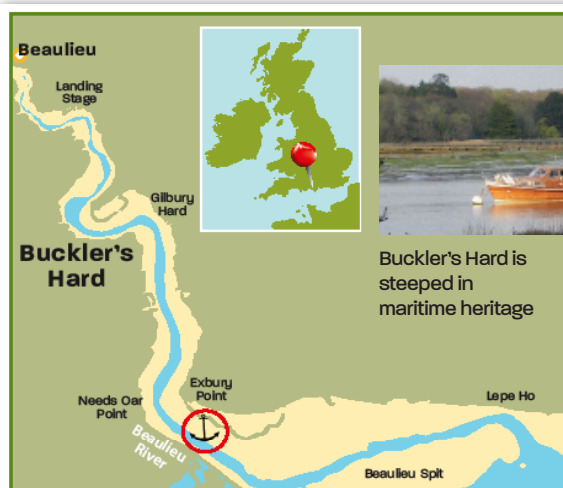 Beaulieu
Landing
Stage
Gilbury
Hard
Buckler's
Hard
Buckler's Hard is
steeped in
maritime heritage
Exbury
Point
Needs Oar
Point
Lepe Ho
Beaulieu
River
Beaulieu Spit